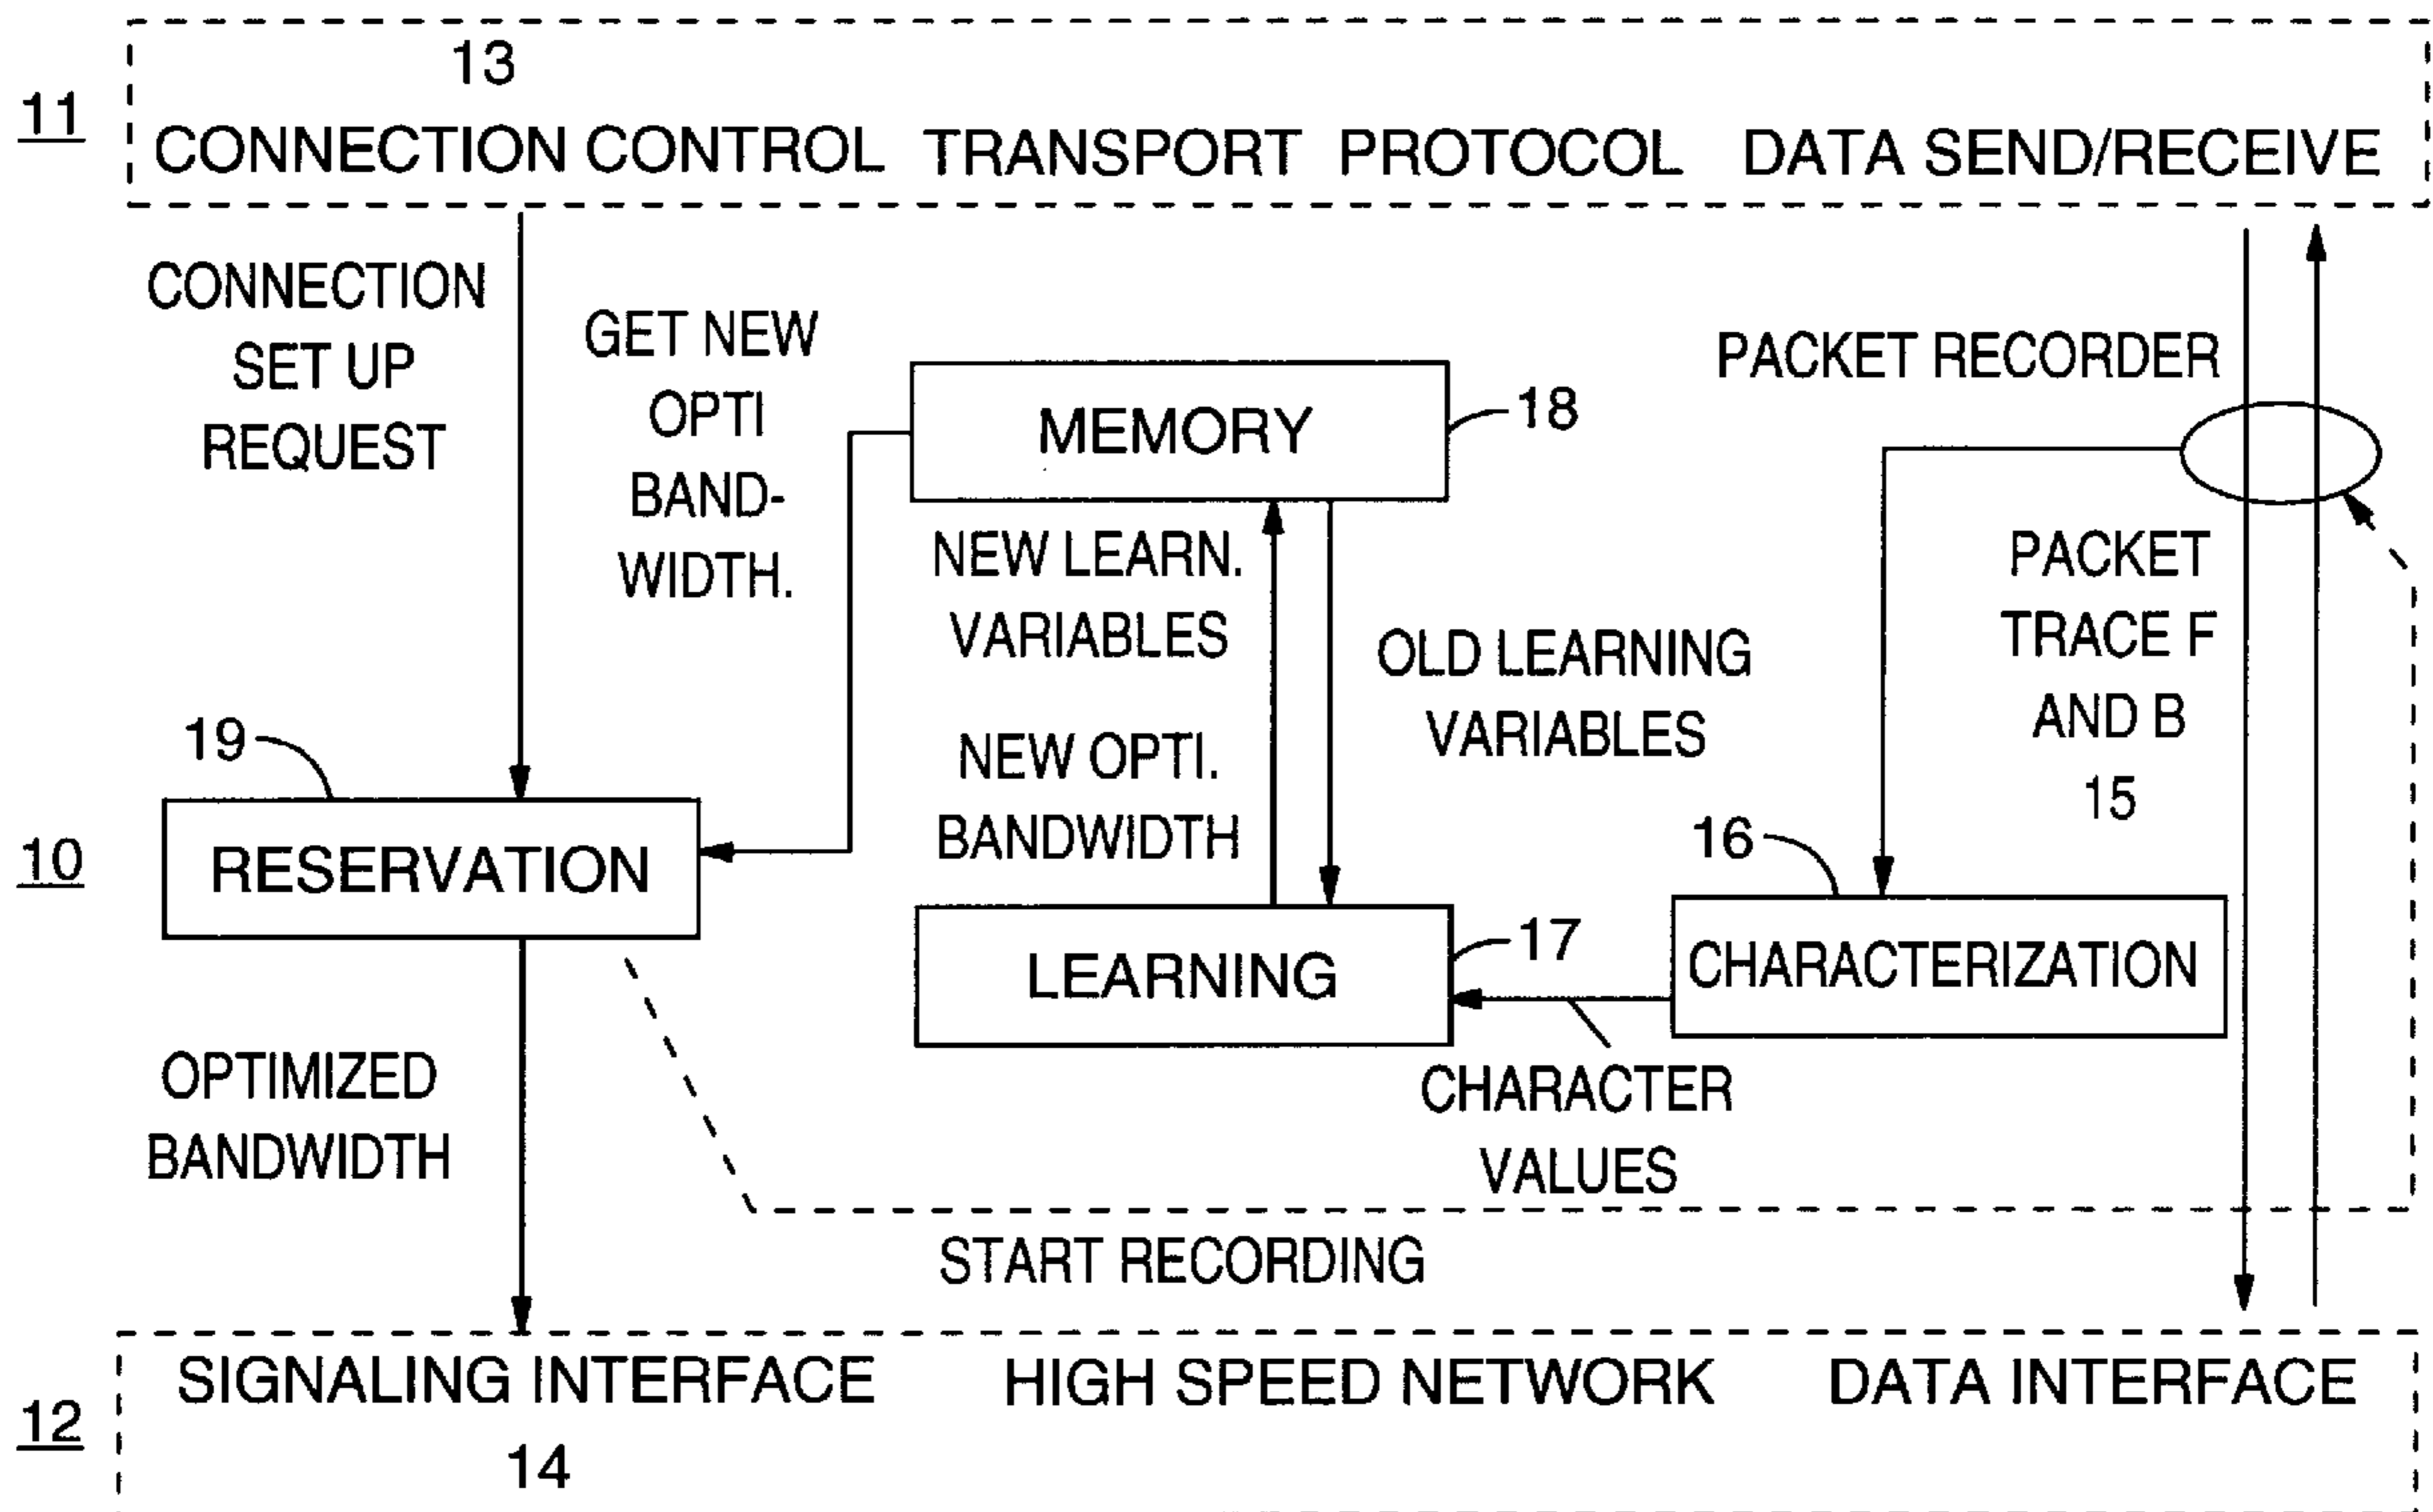 13
11
CONNECTION CONTROL TRANSPORT PROTOCOL DATA SEND/RECEIVE
CONNECTION
SET UP
REQUEST
GET NEW
OPTI
BAND-
WIDTH.
MEMORY
18
PACKET RECORDER
NEW LEARN.
VARIABLES
NEW OPTI.
BANDWIDTH
OLD LEARNING
VARIABLES
PACKET
TRACE F
AND B
15
19
10
RESERVATION
LEARNING
17
16
CHARACTERIZATION
CHARACTER
VALUES
OPTIMIZED
BANDWIDTH
START RECORDING
12
SIGNALING INTERFACE HIGH SPEED NETWORK DATA INTERFACE
14